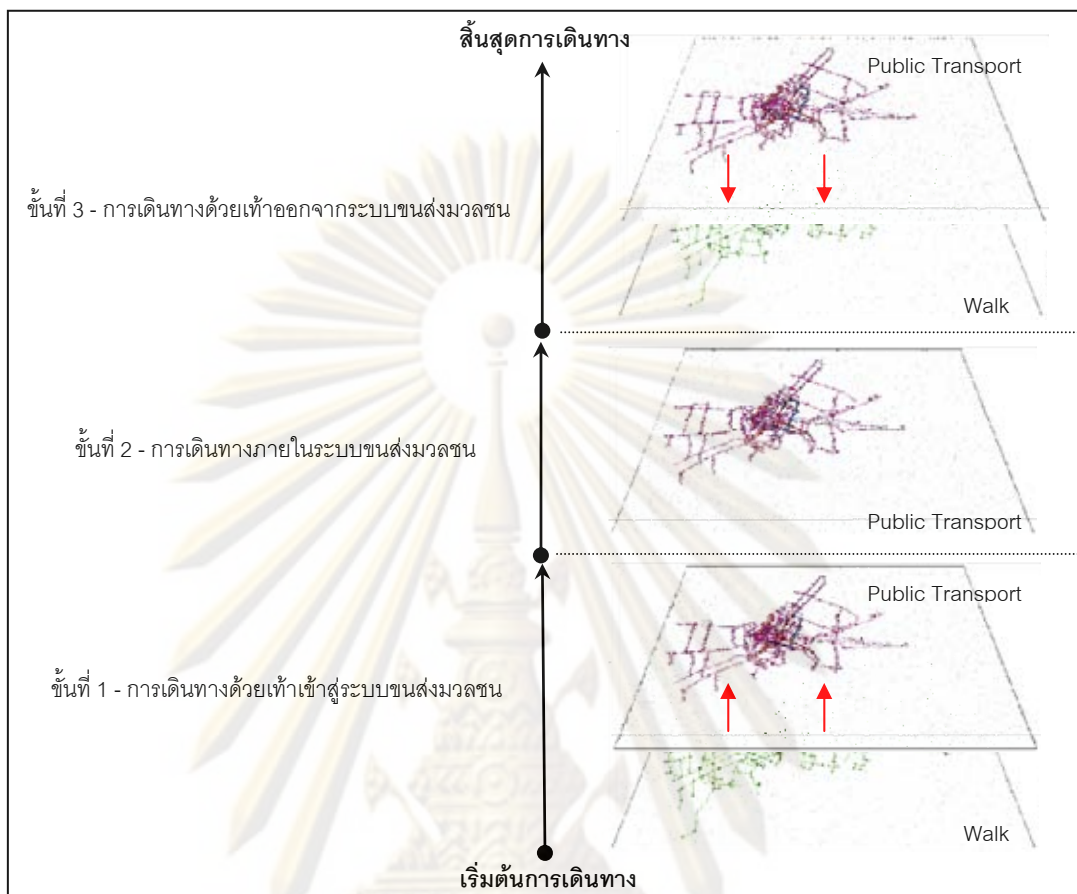 สิ้นสุดการเดินทาง
Public Transport
ขั้นที่ 3 - การเดินทางด้วยเท้าออกจากระบบขนส่งมวลชน
Walk
ขั้นที่ 2 - การเดินทางภายในระบบขนส่งมวลชน
Public Transport
Public Transport
ขั้นที่ 1 - การเดินทางด้วยเท้าเข้าสู่ระบบขนส่งมวลชน
Walk
เริ่มต้นการเดินทาง